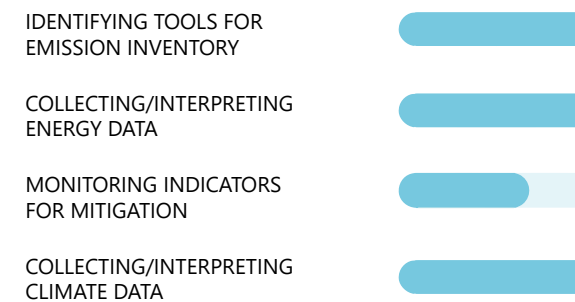 IDENTIFYING TOOLS FOR
EMISSION INVENTORY
COLLECTING/INTERPRETING
ENERGY DATA
MONITORING INDICATORS
FOR MITIGATION
COLLECTING/INTERPRETING
CLIMATE DATA